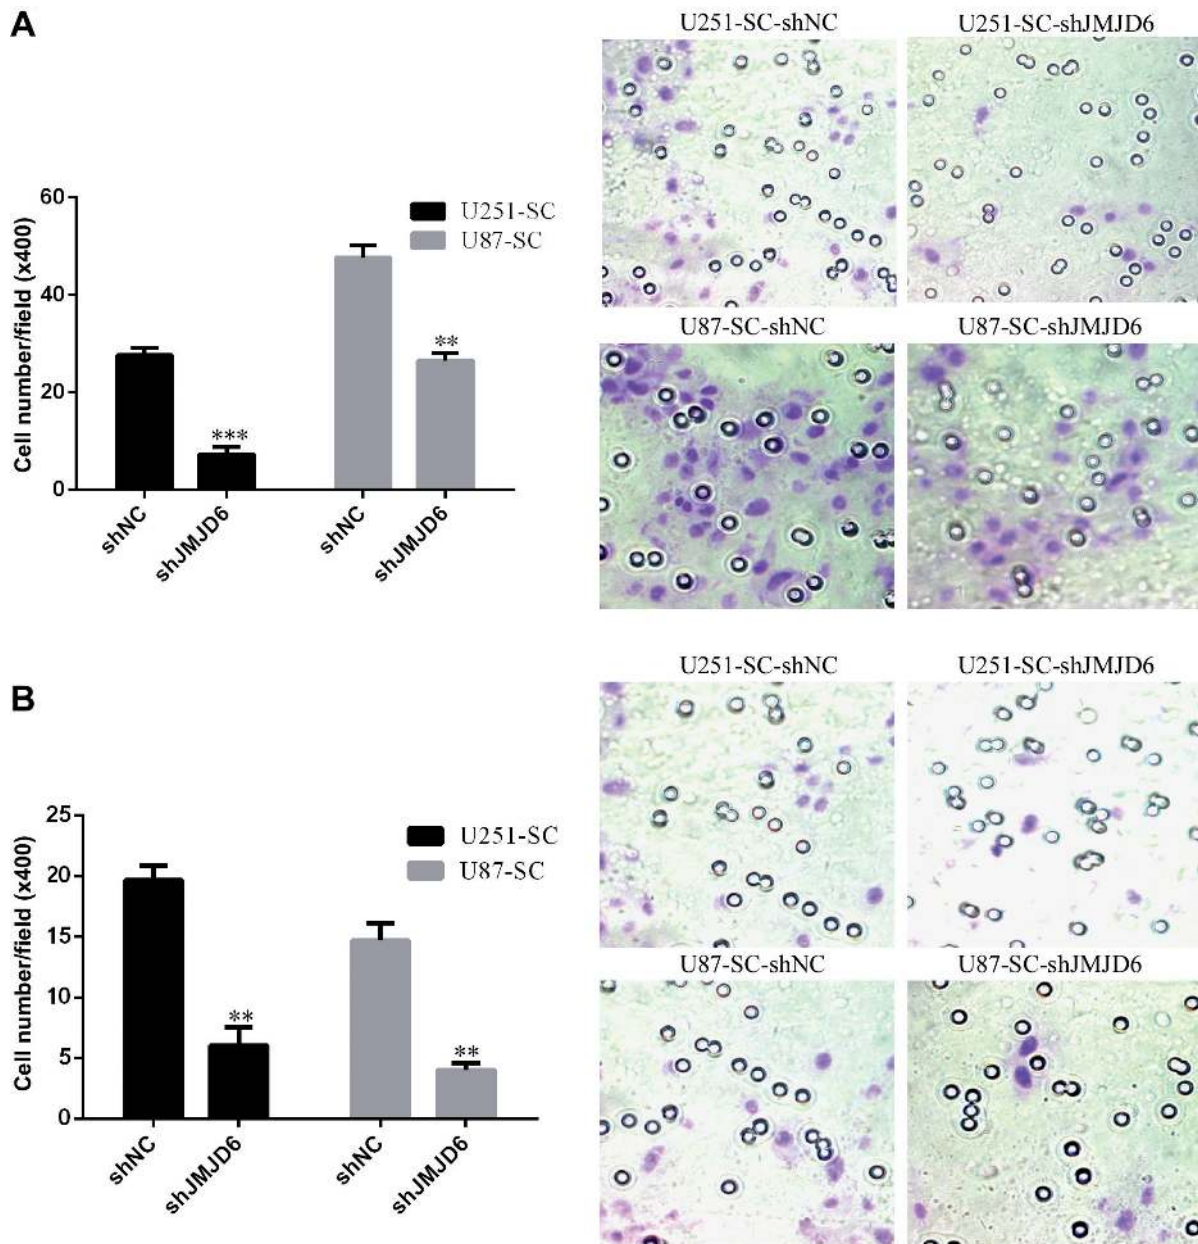 A
U251-SC-shNC
U251-SC-shJMJD6
60
40
20
0
Cell number/field (x400)
U251-SC
U87-SC
***
**
shNC
shJMJD6
shNC
shJMJD6
U87-SC-shNC
U87-SC-shJMJD6
B
U251-SC-shNC
U251-SC-shJMJD6
25
20
15
10
5
0
Cell number/field (x400)
U251-SC
U87-SC
**
**
shNC
shJMJD6
shNC
shJMJD6
U87-SC-shNC
U87-SC-shJMJD6